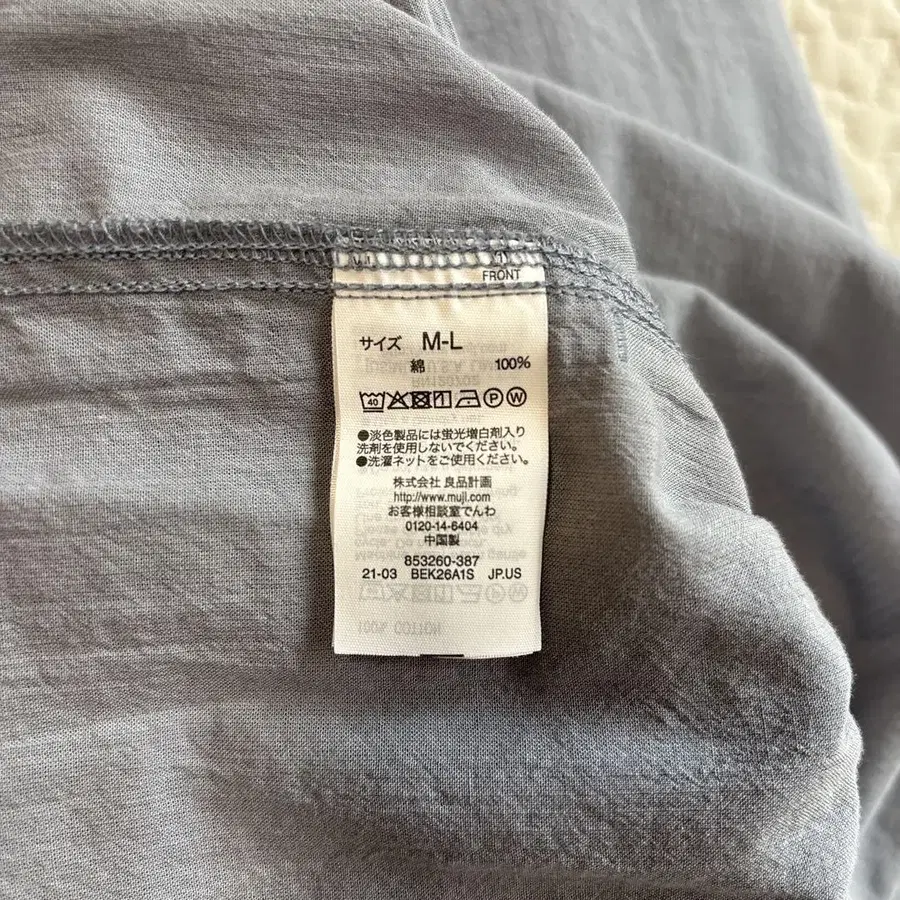 FRONT
サイズ M-L
綿 100%
40 P W
●淡色製品には蛍光増白剤入り
洗剤を使用しないでください。
●洗濯ネットをご使用ください。
株式会社 良品計画
http://www.muji.com
お客様相談室でんわ
0120-14-6404
中国製
853260-387
21-03 BEK26A1S JP.US
100% COTTON